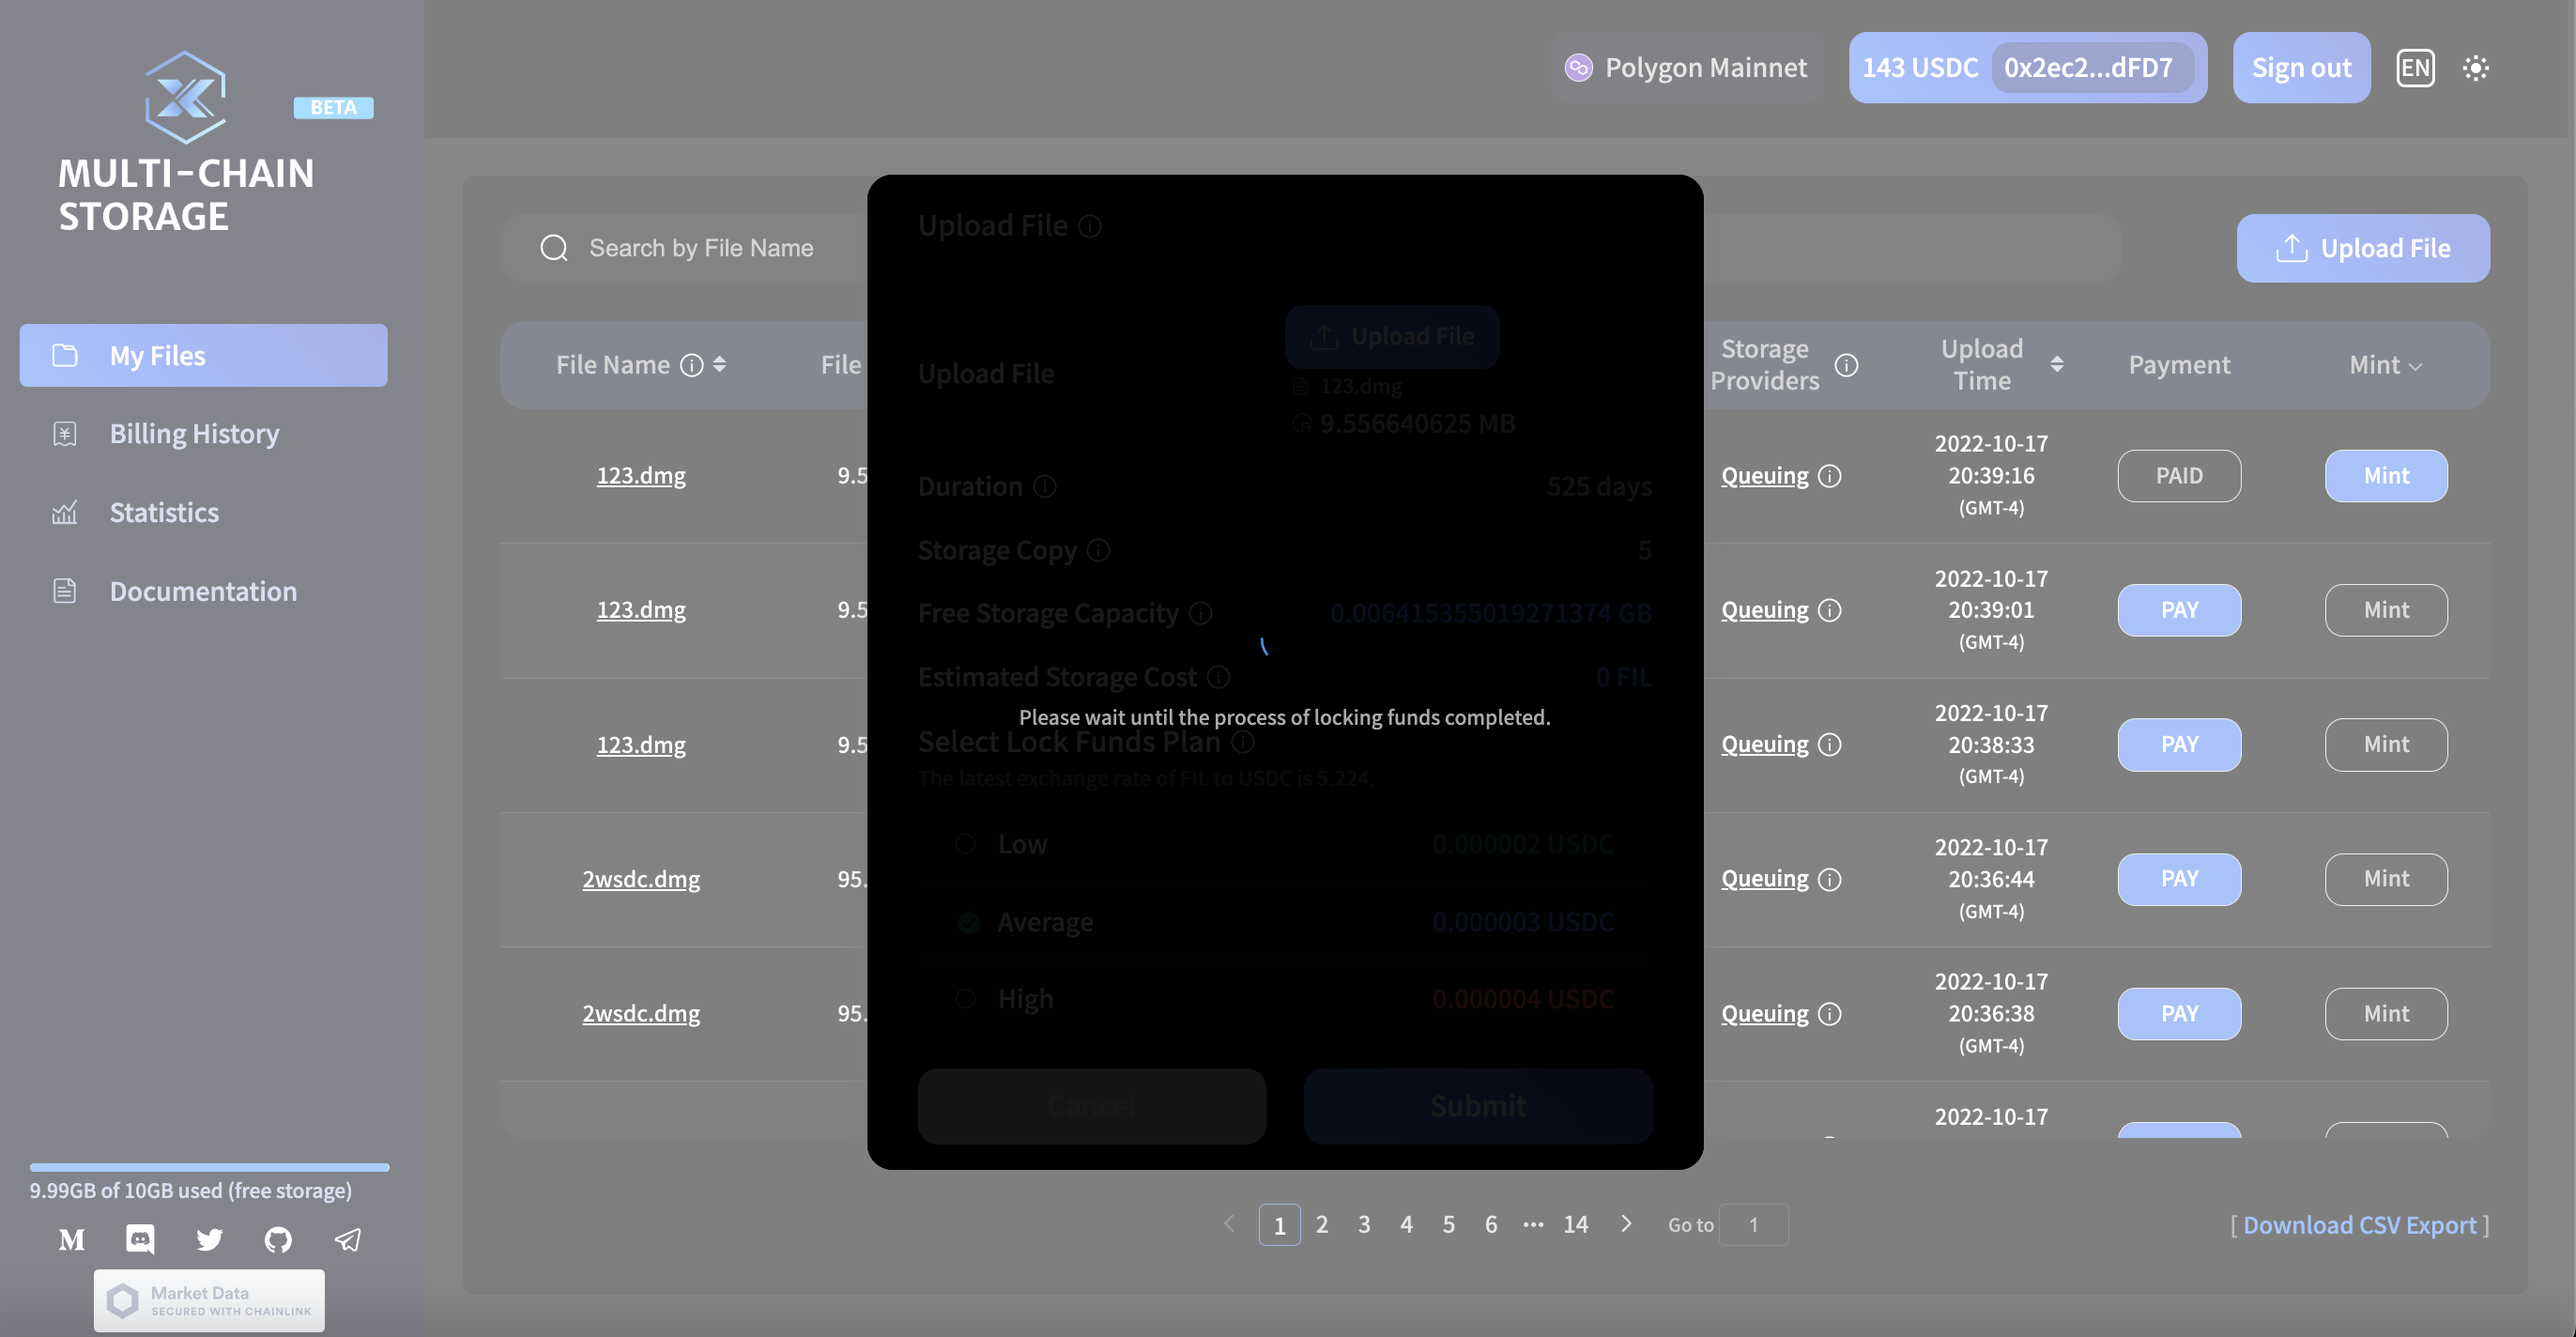 MULTI-CHAIN
STORAGE
BETA
My Files
Billing History
Statistics
Documentation
9.99GB of 10GB used (free storage)
Market Data
SECURED WITH CHAINLINK
Polygon Mainnet
143 USDC 0x2ec2...dFD7
Sign out
EN
Search by File Name
Upload File
File Name
File
Storage
Providers
Upload
Time
Payment
Mint
123.dmg
9.5
Queuing
2022-10-17
20:39:16
(GMT-4)
PAID
Mint
123.dmg
9.5
Queuing
2022-10-17
20:39:01
(GMT-4)
PAY
Mint
123.dmg
9.5
Queuing
2022-10-17
20:38:33
(GMT-4)
PAY
Mint
2wsdc.dmg
95.
Queuing
2022-10-17
20:36:44
(GMT-4)
PAY
Mint
2wsdc.dmg
95.
Queuing
2022-10-17
20:36:38
(GMT-4)
PAY
Mint
2022-10-17
Upload File
Upload File
Upload File
123.dmg
9.556640625 MB
Duration
525 days
Storage Copy
5
Free Storage Capacity
0.006415355019271374 GB
Estimated Storage Cost
0 FIL
Please wait until the process of locking funds completed.
Select Lock Funds Plan
The latest exchange rate of FIL to USDC is 5.224.
Low
0.000002 USDC
Average
0.000003 USDC
High
0.000004 USDC
Cancel
Submit
1 2 3 4 5 6 ••• 14
Go to 1
[ Download CSV Export ]